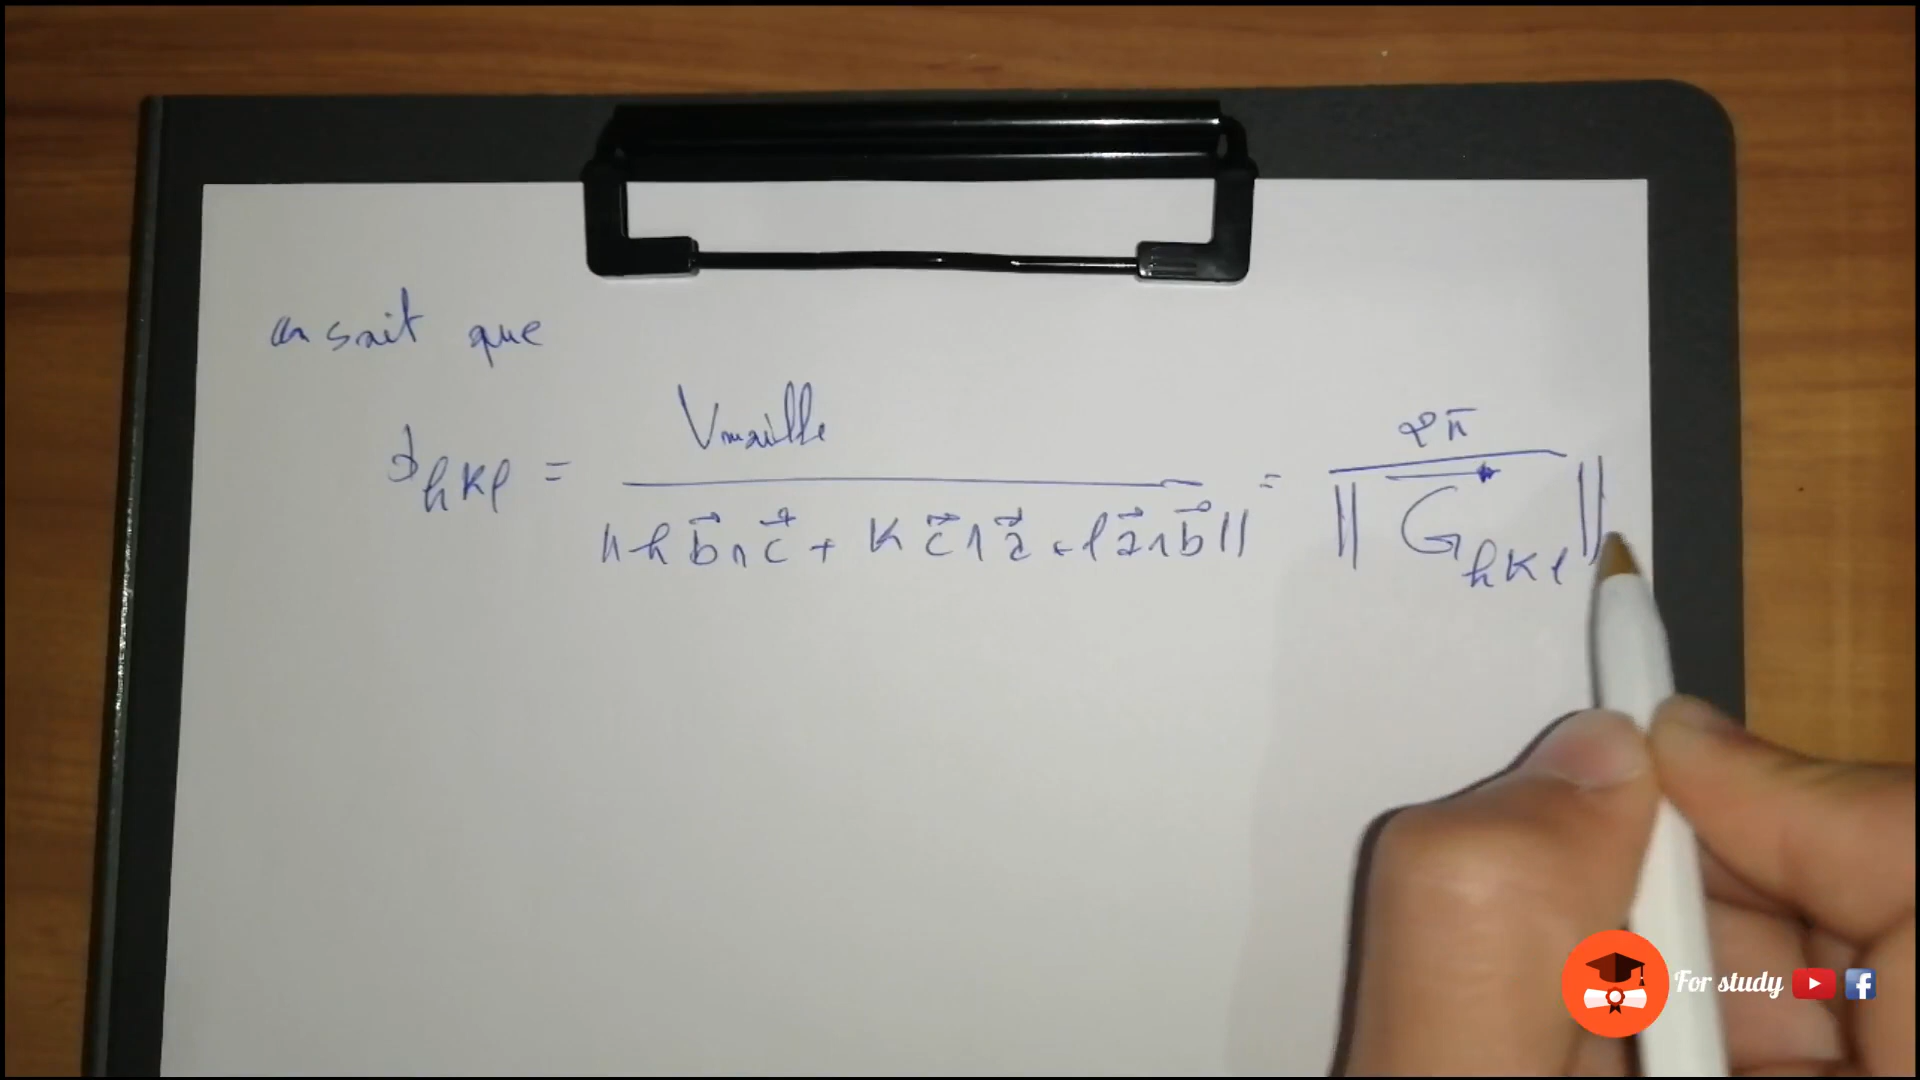 on sait que
d_hkl = V_maille / ||h b⃗ ∧ c⃗ + k c⃗ ∧ a⃗ + l a⃗ ∧ b⃗|| = 2π / ||G⃗_hkl||
For study